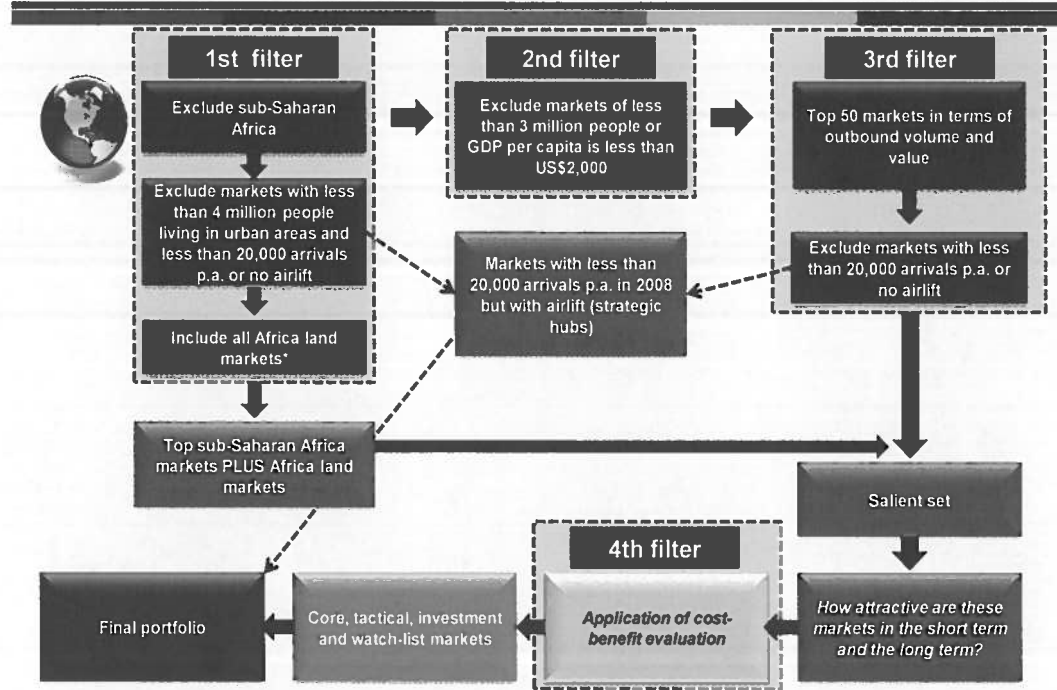 1st filter
Exclude sub-Saharan
Africa
Exclude markets with less
than 4 million people
living in urban areas and
less than 20,000 arrivals
p.a. or no airlift
Include all Africa land
markets*
Top sub-Saharan Africa
markets PLUS Africa land
markets
2nd filter
Exclude markets of less
than 3 million people or
GDP per capita is less than
US$2,000
Markets with less than
20,000 arrivals p.a. in 2008
but with airlift (strategic
hubs)
3rd filter
Top 50 markets in terms of
outbound volume and
value
Exclude markets with less
than 20,000 arrivals p.a. or
no airlift
Salient set
How attractive are these
markets in the short term
and the long term?
4th filter
Application of cost-
benefit evaluation
Core, tactical, investment
and watch-list markets
Final portfolio